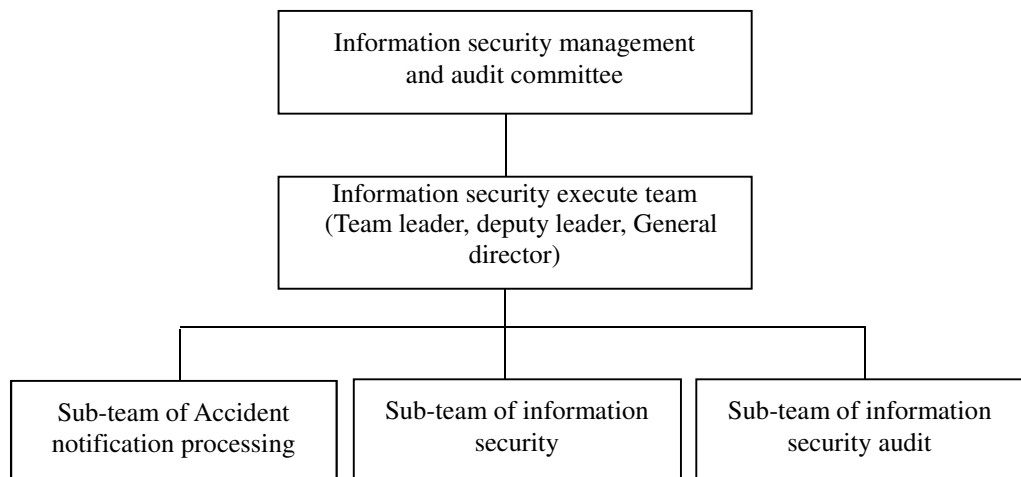 Information security management
and audit committee
Information security execute team
(Team leader, deputy leader, General
director)
Sub-team of Accident
notification processing
Sub-team of information
security
Sub-team of information
security audit